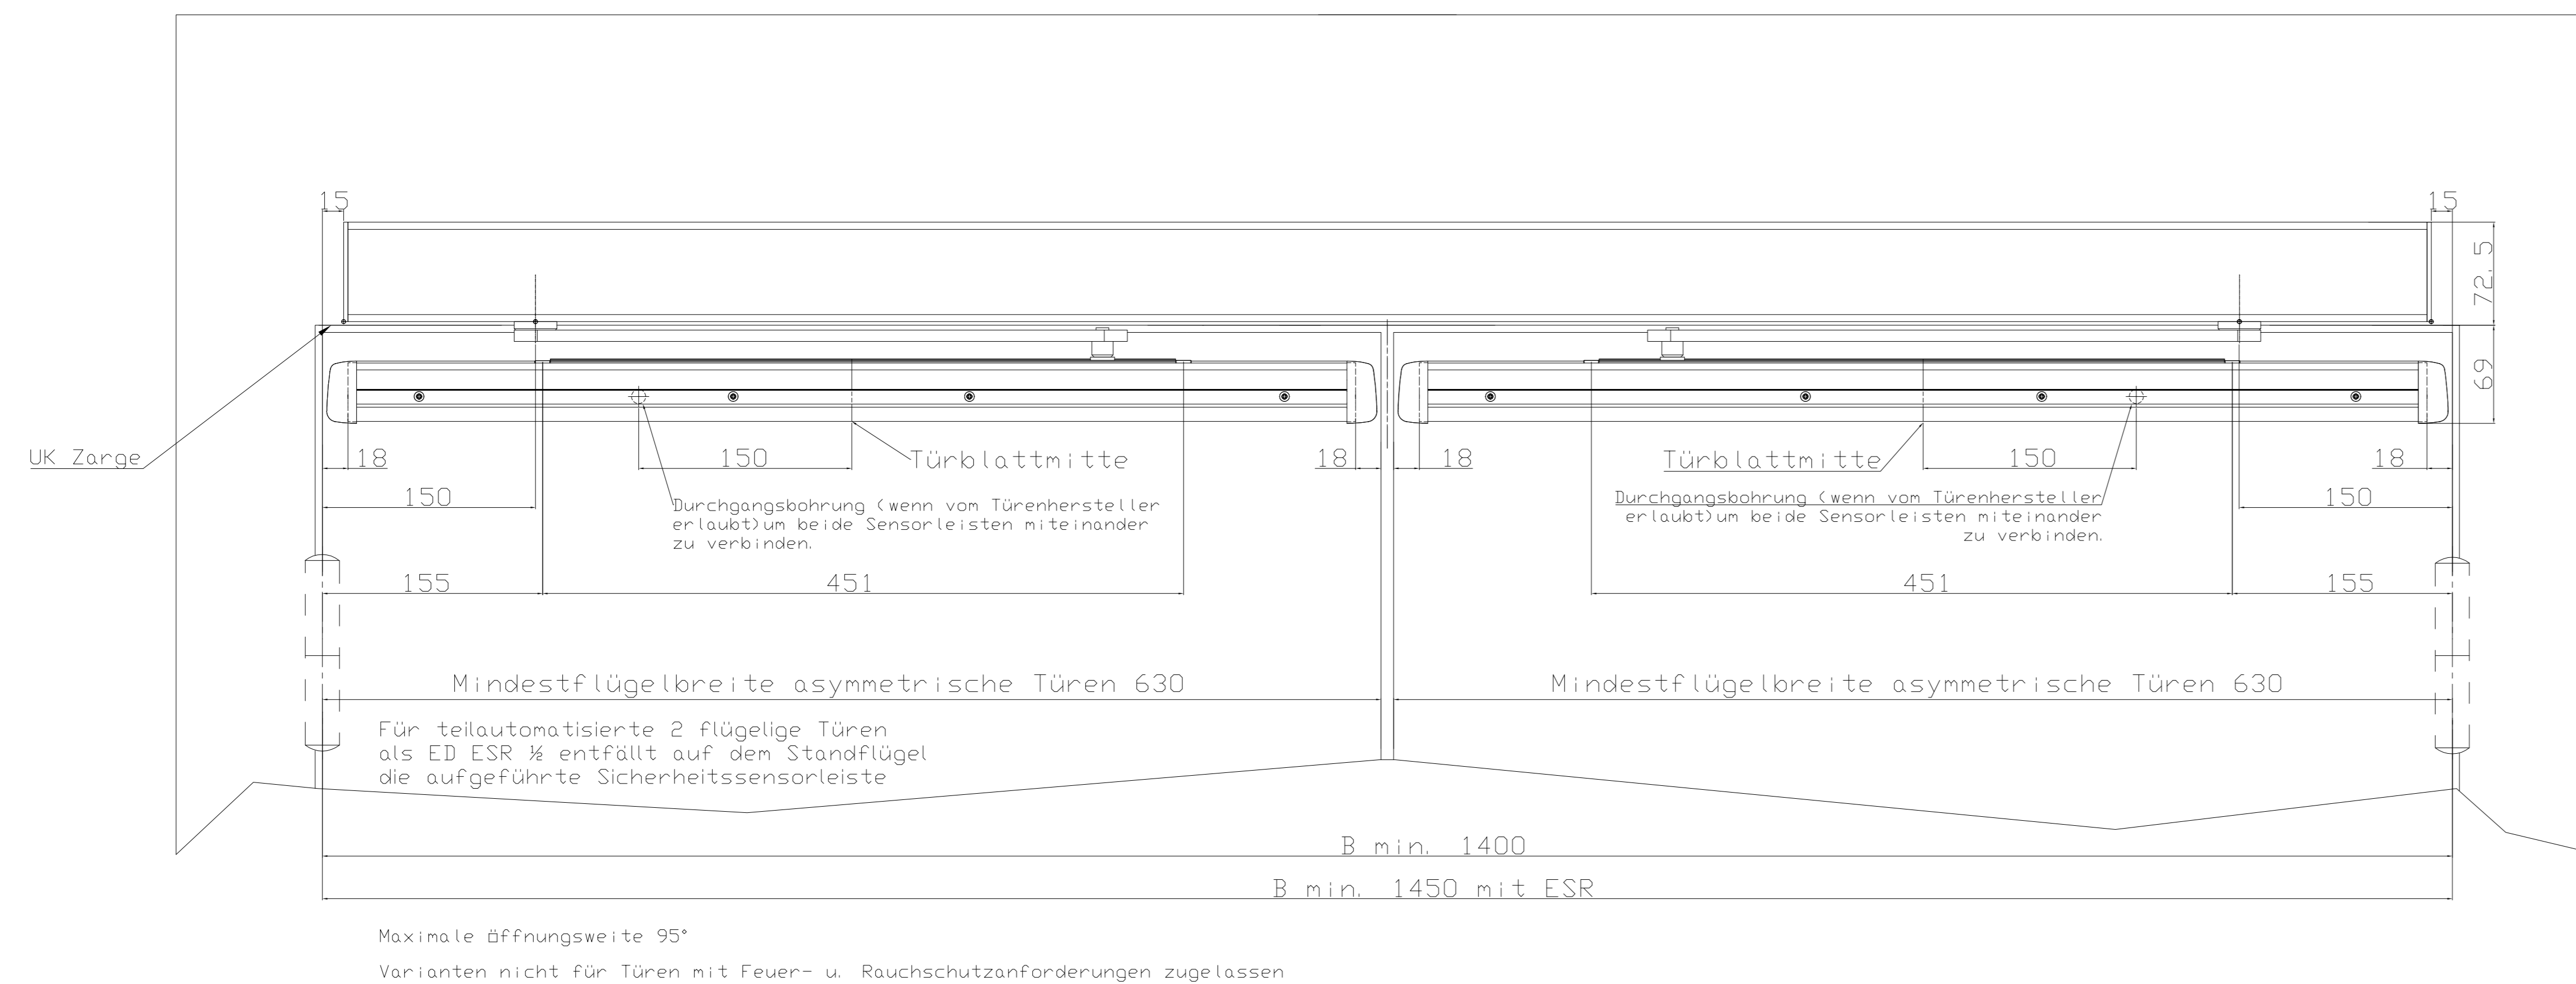 15
15
72,5
69
UK Zarge
18
150
Türblattmitte
18
18
Türblattmitte
150
18
150
Durchgangsbohrung (wenn vom Türenhersteller
erlaubt)um beide Sensorleisten miteinander
zu verbinden.
Durchgangsbohrung (wenn vom Türenhersteller
erlaubt)um beide Sensorleisten miteinander
zu verbinden.
150
155
451
451
155
Mindestflügelbreite asymmetrische Türen 630
Mindestflügelbreite asymmetrische Türen 630
Für teilautomatisierte 2 flügelige Türen
als ED ESR ½ entfällt auf dem Standflügel
die aufgeführte Sicherheitssensorleiste
B min. 1400
B min. 1450 mit ESR
Maximale Öffnungsweite 95°
Varianten nicht für Türen mit Feuer- u. Rauchschutzanforderungen zugelassen